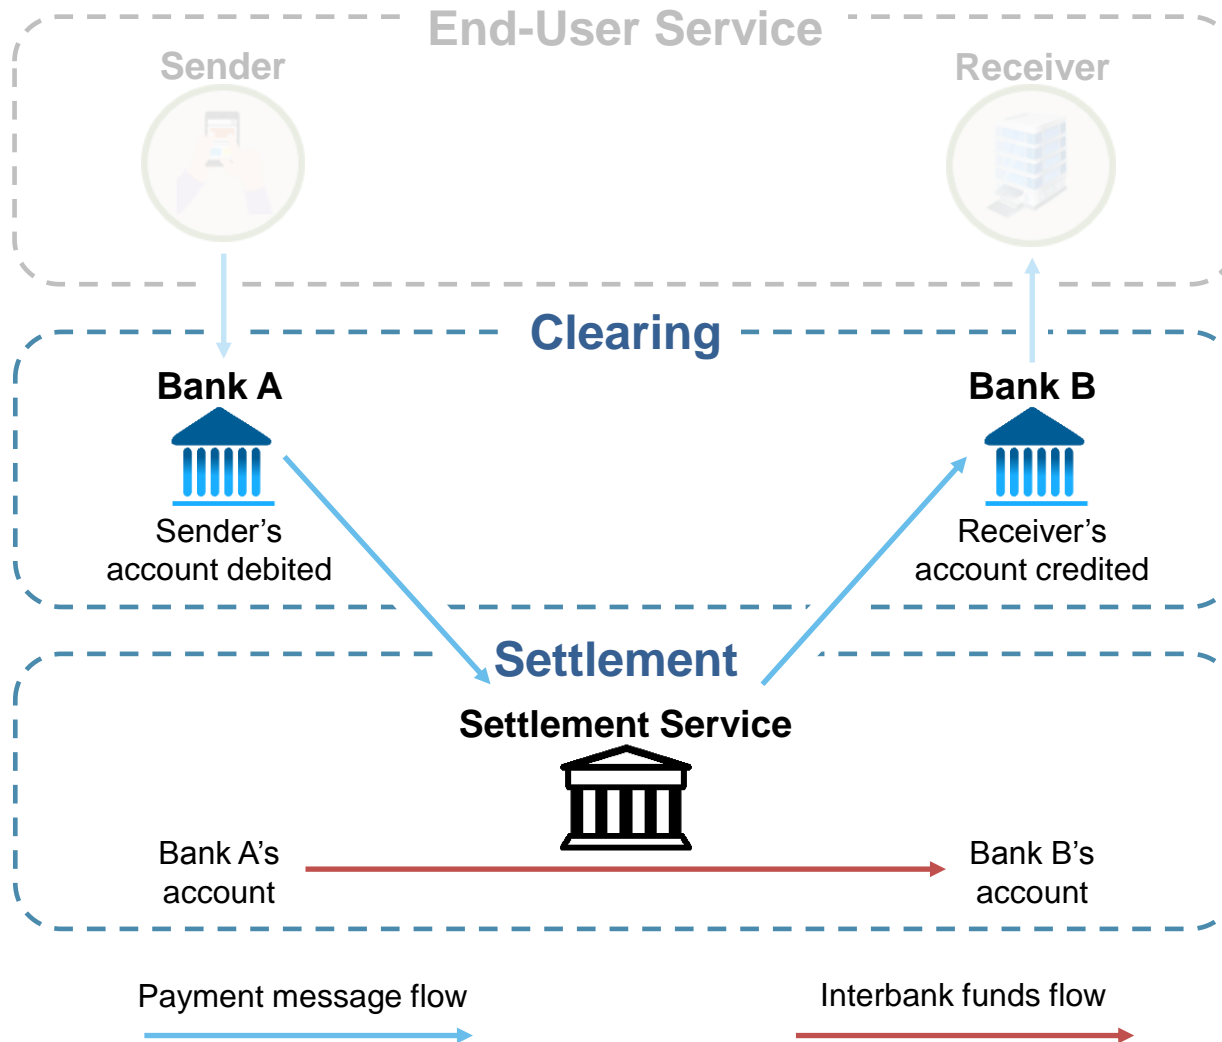 End-User Service
Sender
Receiver
Clearing
Bank A
Bank B
Sender’s
account debited
Receiver’s
account credited
Settlement
Settlement Service
Bank A’s
account
Bank B’s
account
Payment message flow
Interbank funds flow